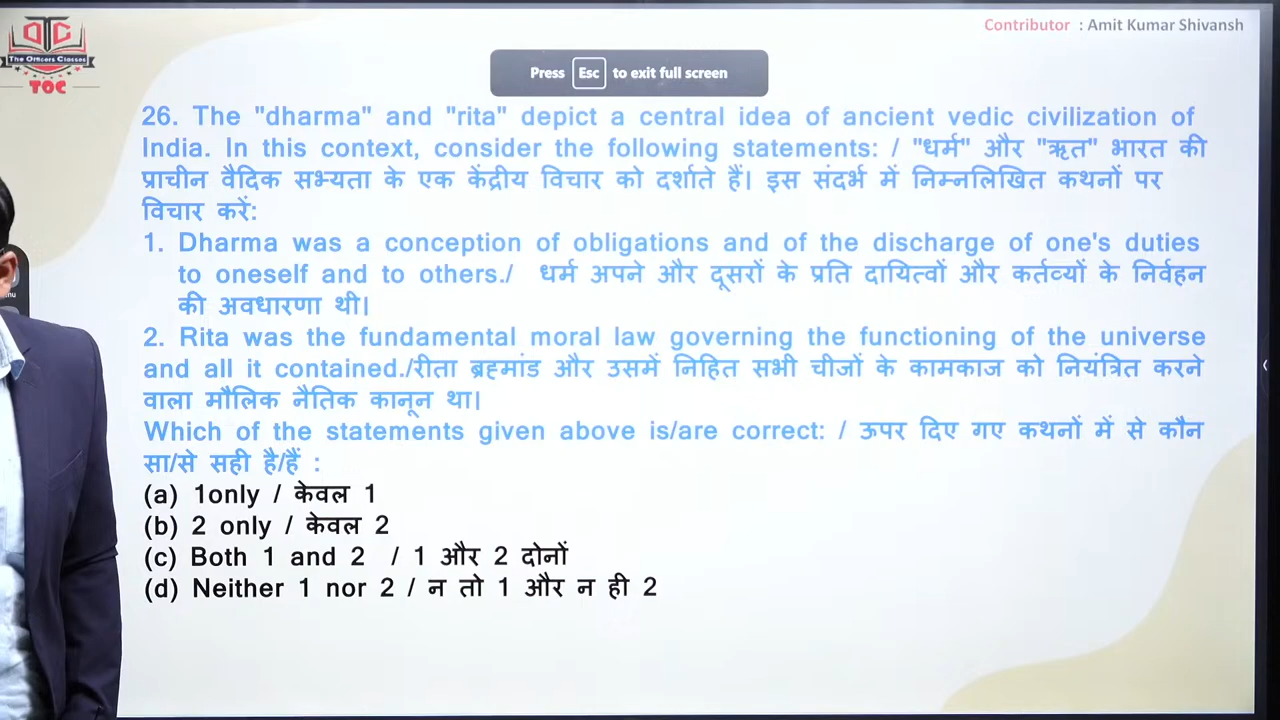 Contributor : Amit Kumar Shivansh
The Officers Classes
TOC
Press Esc to exit full screen
26. The "dharma" and "rita" depict a central idea of ancient vedic civilization of
India. In this context, consider the following statements: / "धर्म" और "ऋत" भारत की
प्राचीन वैदिक सभ्यता के एक केंद्रीय विचार को दर्शाते हैं। इस संदर्भ में निम्नलिखित कथनों पर
विचार करें:
1. Dharma was a conception of obligations and of the discharge of one's duties
to oneself and to others./ धर्म अपने और दूसरों के प्रति दायित्वों और कर्तव्यों के निर्वहन
की अवधारणा थी।
2. Rita was the fundamental moral law governing the functioning of the universe
and all it contained./रीता ब्रह्मांड और उसमें निहित सभी चीजों के कामकाज को नियंत्रित करने
वाला मौलिक नैतिक कानून था।
Which of the statements given above is/are correct: / ऊपर दिए गए कथनों में से कौन
सा/से सही है/हैं :
(a) 1only / केवल 1
(b) 2 only / केवल 2
(c) Both 1 and 2 / 1 और 2 दोनों
(d) Neither 1 nor 2 / न तो 1 और न ही 2